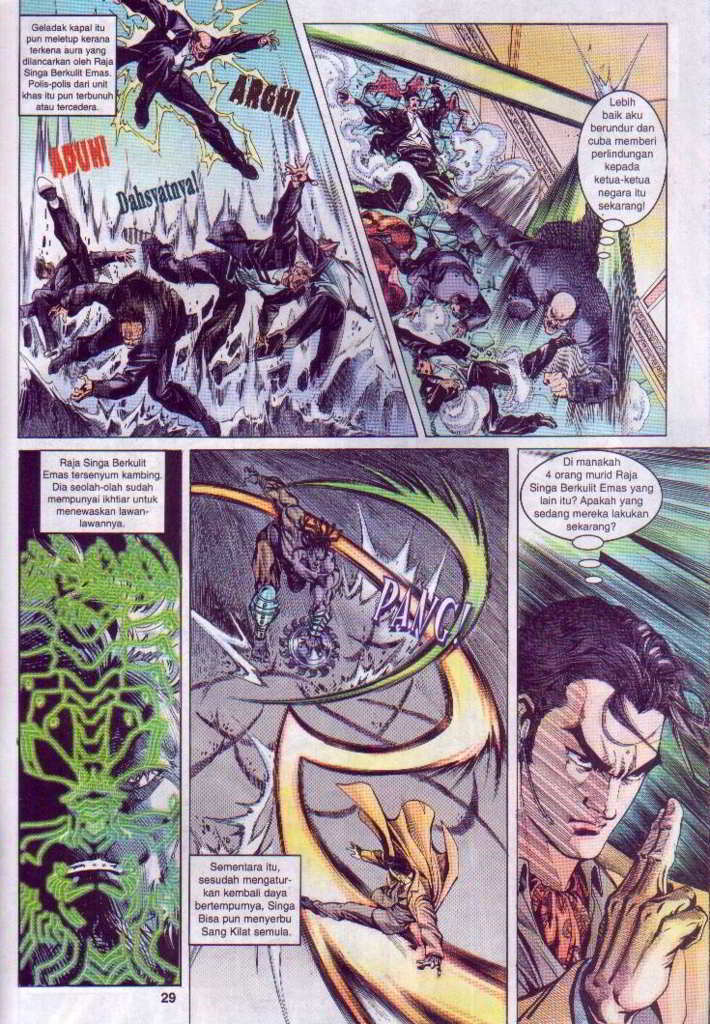 Geladak kapal itu
pun meletup kerana
terkena aura yang
dilancarkan oleh Raja
Singa Berkulit Emas.
Polis-polis dari unit
khas itu pun terbunuh
atau tercedera.
ARGH!
ADUH!
Dahsyatnya!
Lebih
baik aku
berundur dan
cuba memberi
perlindungan
kepada
ketua-ketua
negara itu
sekarang!
Raja Singa Berkulit
Emas tersenyum kambing.
Dia seolah-olah sudah
mempunyai ikhtiar untuk
menewaskan lawan-
lawannya.
PANG!
Sementara itu,
sesudah mengatur-
kan kembali daya
bertempurnya, Singa
Bisa pun menyerbu
Sang Kilat semula.
Di manakah
4 orang murid Raja
Singa Berkulit Emas yang
lain itu? Apakah yang
sedang mereka lakukan
sekarang?
29